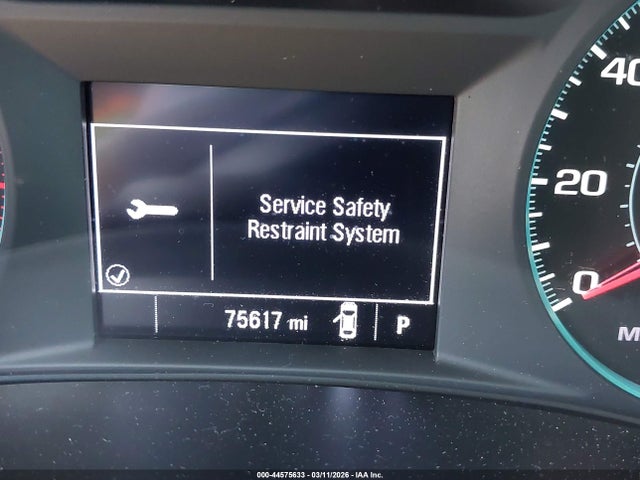 40
Service Safety
Restraint System
20
0
75617 mi
P
M
000-44575633 - 03/11/2026 - IAA Inc.